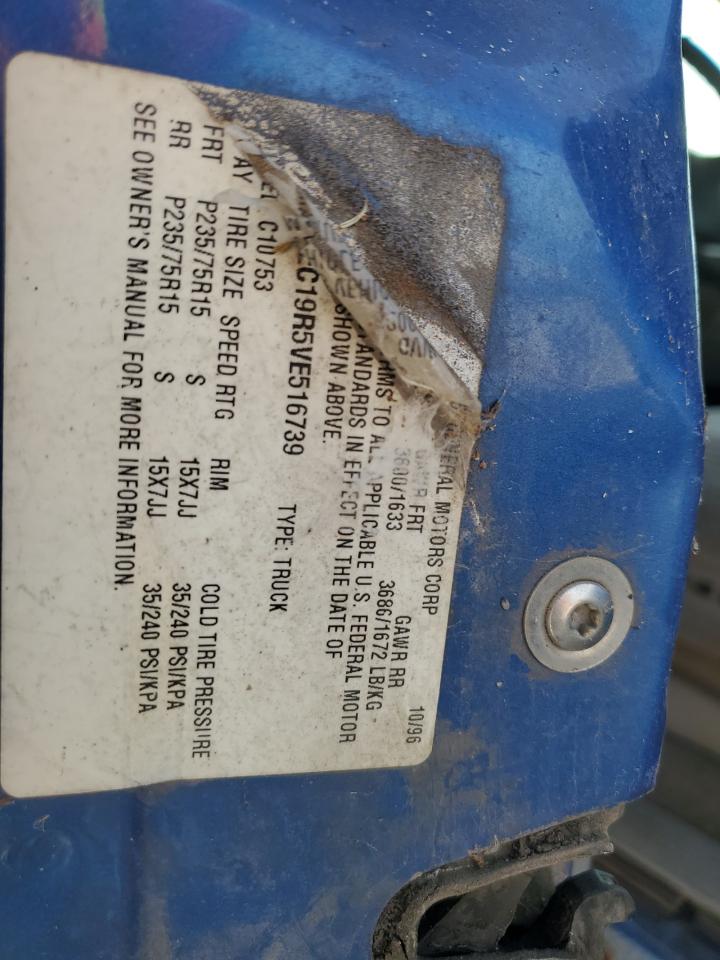 GENERAL MOTORS CORP 10/96
GAWR FRT GAWR RR
3600/1633 3686/1672 LB/KG
TO ALL APPLICABLE U.S. FEDERAL MOTOR
STANDARDS IN EFFECT ON THE DATE OF
SHOWN ABOVE.
C19R5VE516739 TYPE: TRUCK
C10753
TIRE SIZE SPEED RTG RIM COLD TIRE PRESSURE
FRT P235/75R15 S 15X7JJ 35/240 PSI/KPA
RR P235/75R15 S 15X7JJ 35/240 PSI/KPA
SEE OWNER'S MANUAL FOR MORE INFORMATION.